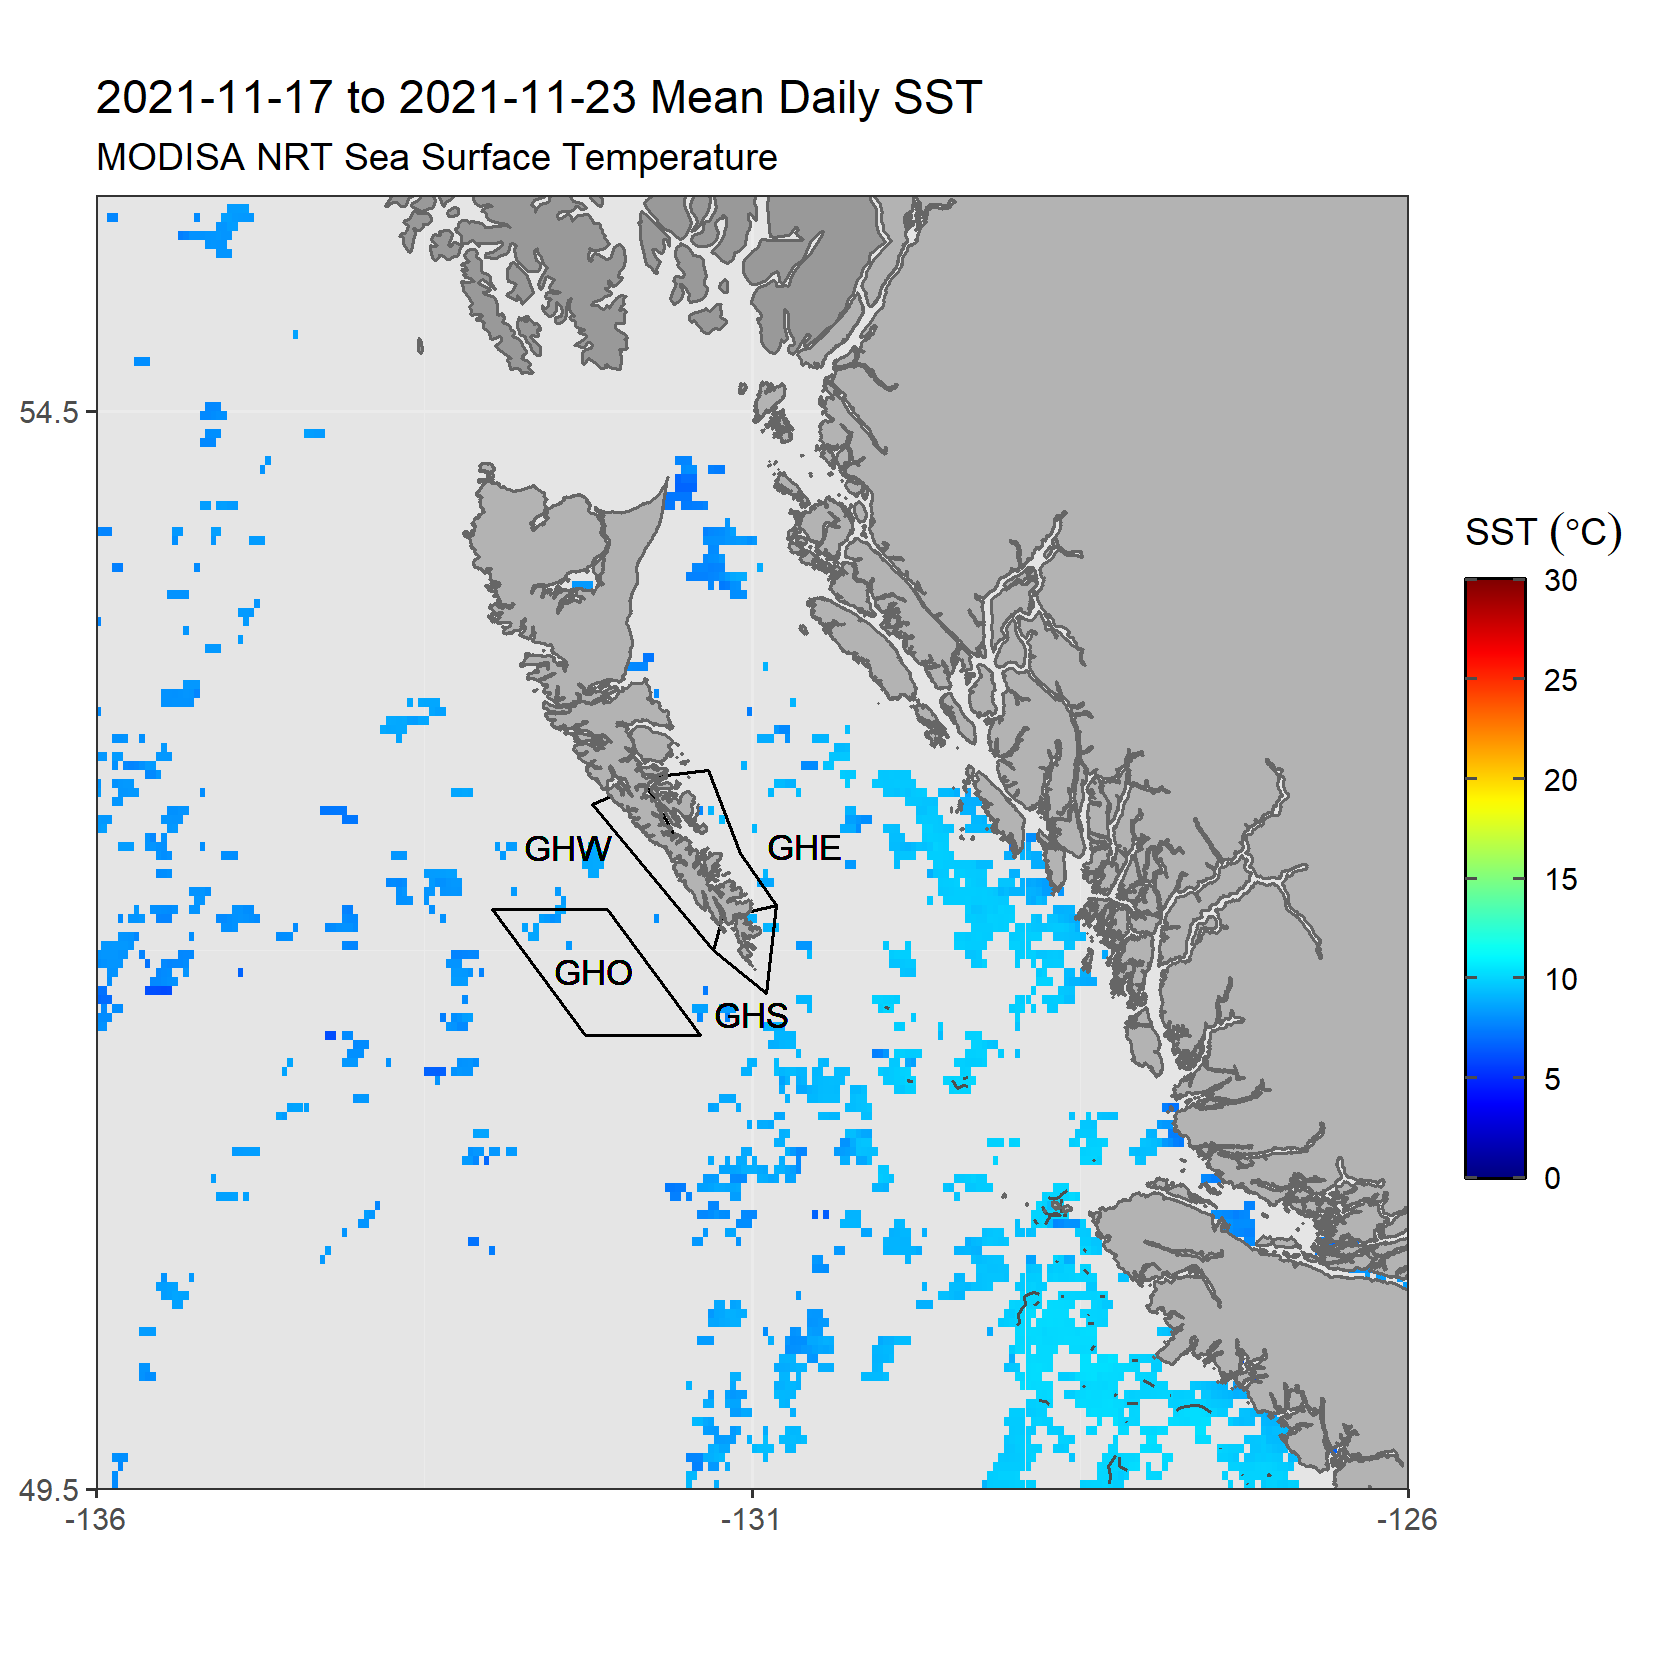 2021-11-17 to 2021-11-23 Mean Daily SST
MODISA NRT Sea Surface Temperature
54.5
49.5
-136
-131
-126
GHW
GHE
GHO
GHS
SST (°C)
30
25
20
15
10
5
0